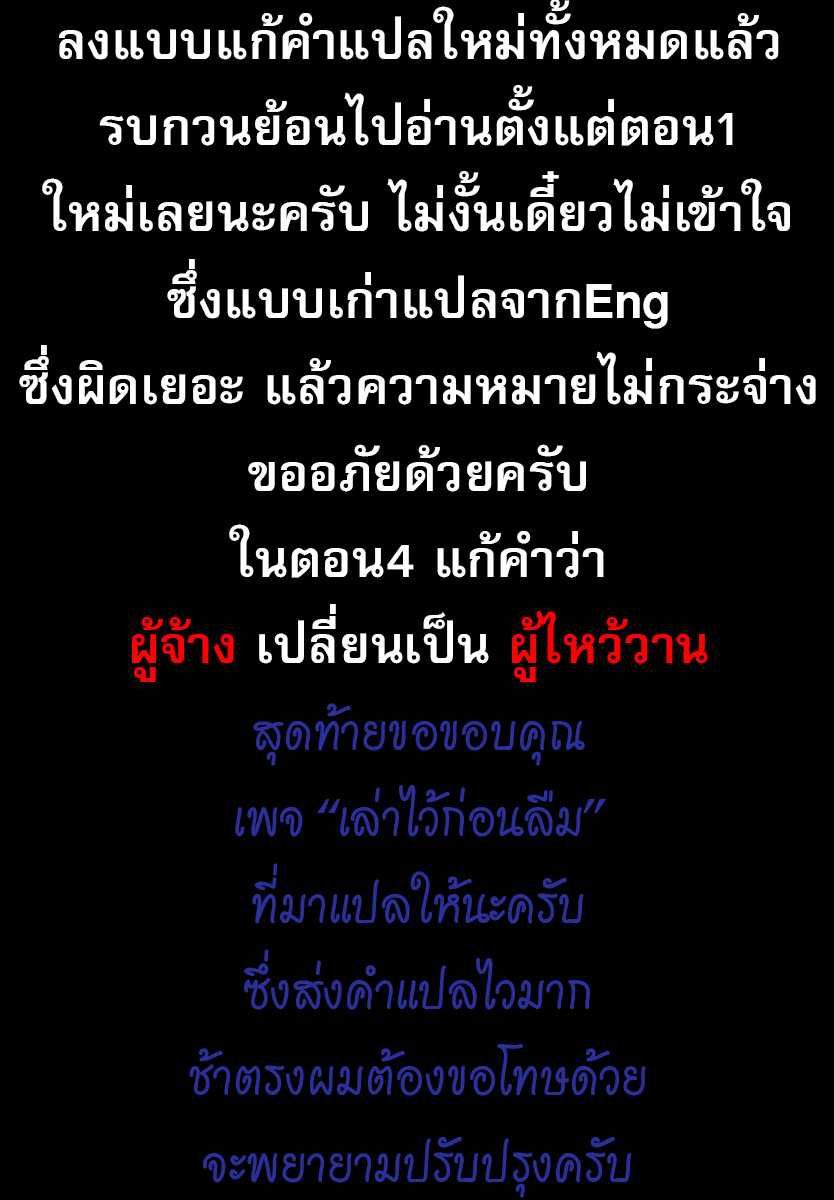 ลงแบบแก้คำแปลใหม่ทั้งหมดแล้ว
รบกวนย้อนไปอ่านตั้งแต่ตอน1
ใหม่เลยนะครับ ไม่งั้นเดี๋ยวไม่เข้าใจ
ซึ่งแบบเก่าแปลจากEng
ซึ่งผิดเยอะ แล้วความหมายไม่กระจ่าง
ขออภัยด้วยครับ
ในตอน4 แก้คำว่า
ผู้จ้าง เปลี่ยนเป็น ผู้ไหว้วาน
สุดท้ายขอขอบคุณ
เพจ “เล่าไว้ก่อนลืม”
ที่มาแปลให้นะครับ
ซึ่งส่งคำแปลไวมาก
ช้าตรงผมต้องขอโทษด้วย
จะพยายามปรับปรุงครับ